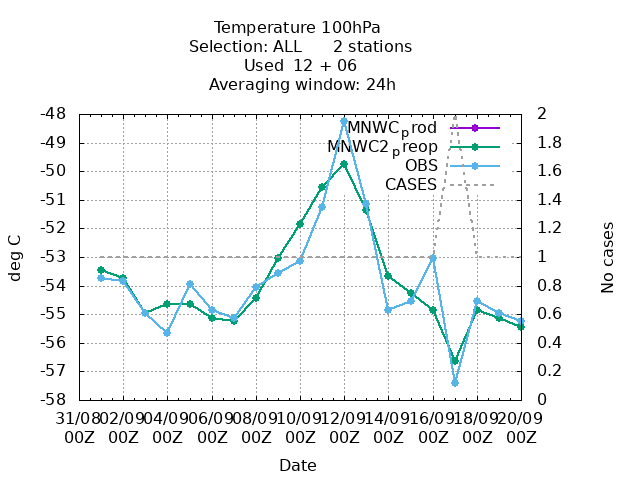 Temperature 100hPa
Selection: ALL 2 stations
Used 12 + 06
Averaging window: 24h
-48 2
-49 1.8
-50 1.6
-51 1.4
-52 1.2
-53 1
-54 0.8
-55 0.6
-56 0.4
-57 0.2
-58 0
MNWCprod
MNWC2preop
OBS
CASES
deg C
No cases
31/08 02/09 04/09 06/09 08/09 10/09 12/09 14/09 16/09 18/09 20/09
00Z 00Z 00Z 00Z 00Z 00Z 00Z 00Z 00Z 00Z 00Z
Date